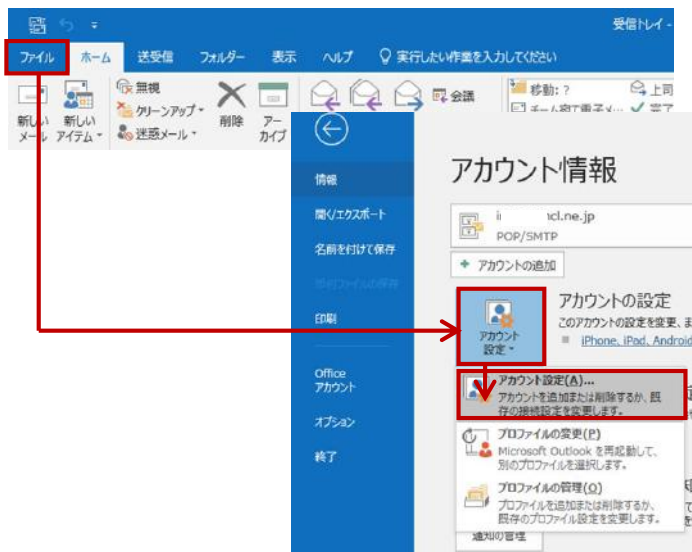 受信トレイ -
ファイル ホーム 送受信 フォルダー 表示 ヘルプ 実行したい作業を入力してください
新しい
メール
新しい
アイテム
無視
クリーンアップ
迷惑メール
削除
アー
カイブ
会議
移動: ?
チーム宛て電子メ...
上司
完了
情報
開く/エクスポート
名前を付けて保存
添付ファイルの保存
印刷
Office
アカウント
オプション
終了
アカウント情報
ncl.ne.jp
POP/SMTP
アカウントの追加
アカウント
設定
アカウントの設定
このアカウントの設定を変更、ま
iPhone、iPad、Android
アカウント設定(A)...
アカウントを追加または削除するか、既
存の接続設定を変更します。
プロファイルの変更(P)
Microsoft Outlook を再起動して、
別のプロファイルを選択します。
プロファイルの管理(O)
プロファイルを追加または削除するか、
既存のプロファイル設定を変更します。
通知の管理